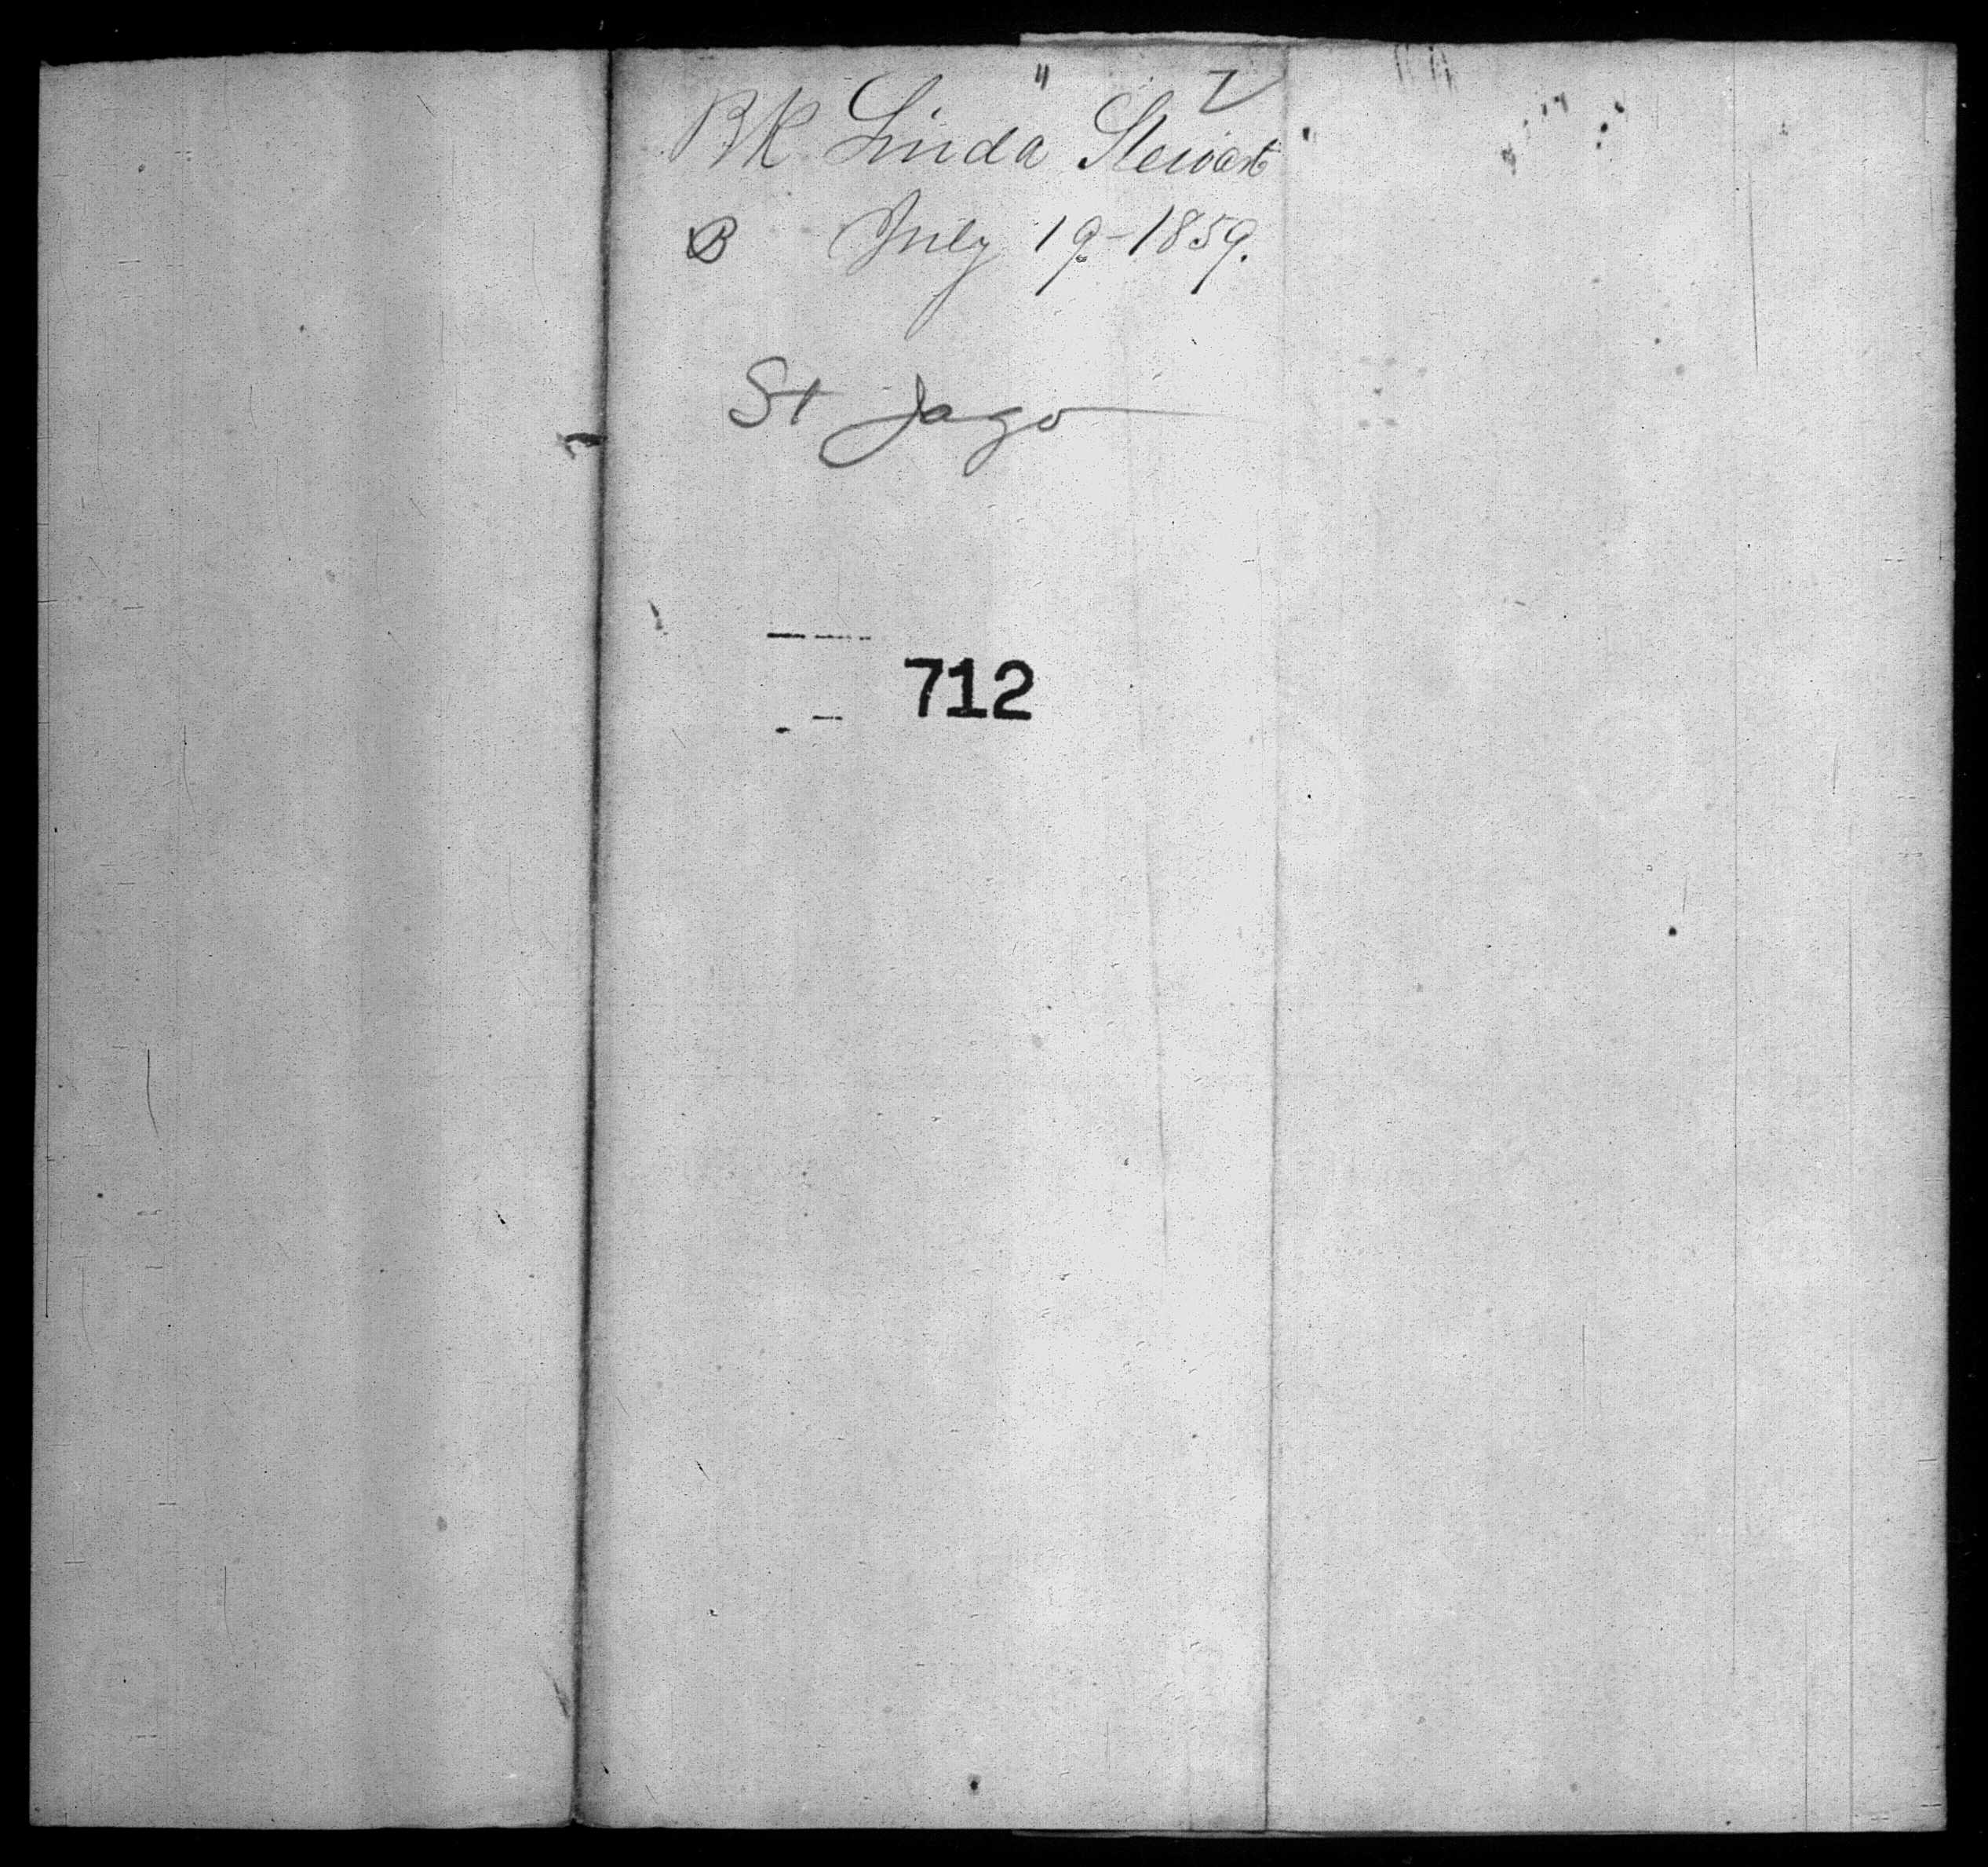 Bk Linda" Stewart
B July 19-1859.
St Jago
712